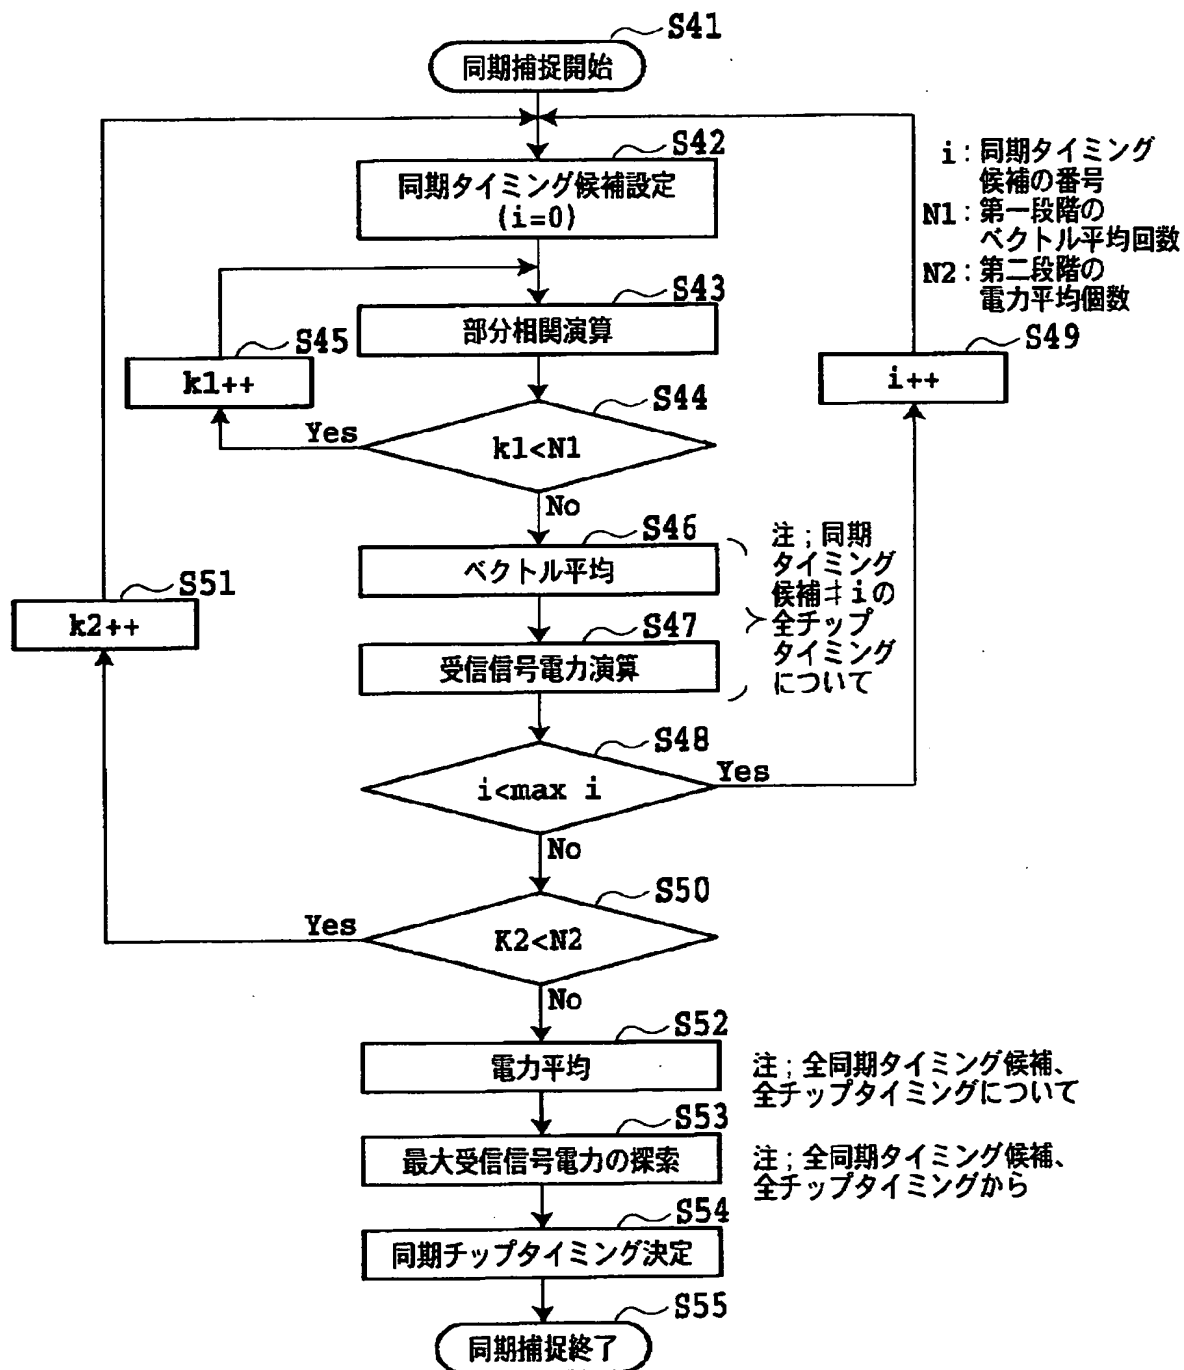 S41
同期捕捉開始
S42
同期タイミング候補設定
(i=0)
i:同期タイミング
候補の番号
N1:第一段階の
ベクトル平均回数
N2:第二段階の
電力平均個数
S43
部分相関演算
S45
k1++
S49
i++
S44
k1<N1
Yes
No
S46
ベクトル平均
注;同期
タイミング
候補#iの
全チップ
タイミング
について
S51
k2++
S47
受信信号電力演算
S48
i<max i
Yes
No
S50
K2<N2
Yes
No
S52
電力平均
注;全同期タイミング候補、
全チップタイミングについて
S53
最大受信信号電力の探索
注;全同期タイミング候補、
全チップタイミングから
S54
同期チップタイミング決定
S55
同期捕捉終了